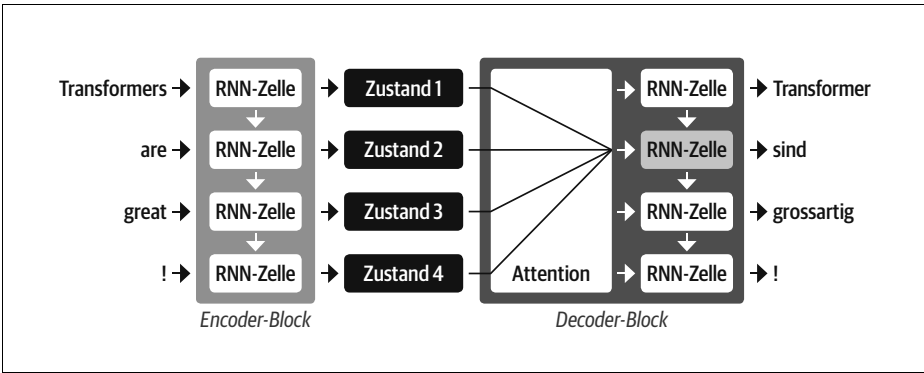 Transformers RNN-Zelle Zustand 1 RNN-Zelle Transformer
are RNN-Zelle Zustand 2 RNN-Zelle sind
great RNN-Zelle Zustand 3 RNN-Zelle grossartig
! RNN-Zelle Zustand 4 Attention RNN-Zelle !
Encoder-Block Decoder-Block